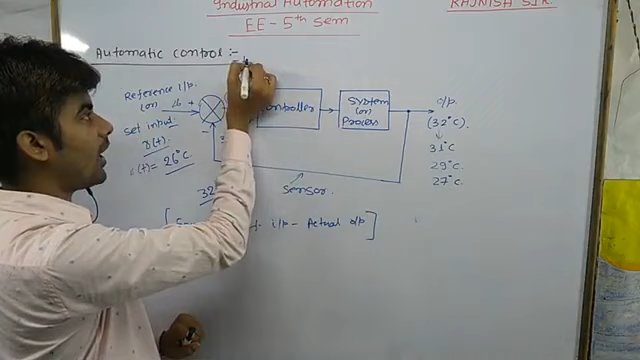 Industrial Automation
RAJNISH SIR.
EE - 5th Sem
Automatic control :-
Reference i/p.
16 +
set input.
r(t).
r(t)= 26°C.
-
Controller
System
(or)
Process
o/p.
(32°C).
↓
31°C
29°C.
27°C.
sensor
32
i/p - Actual o/p]